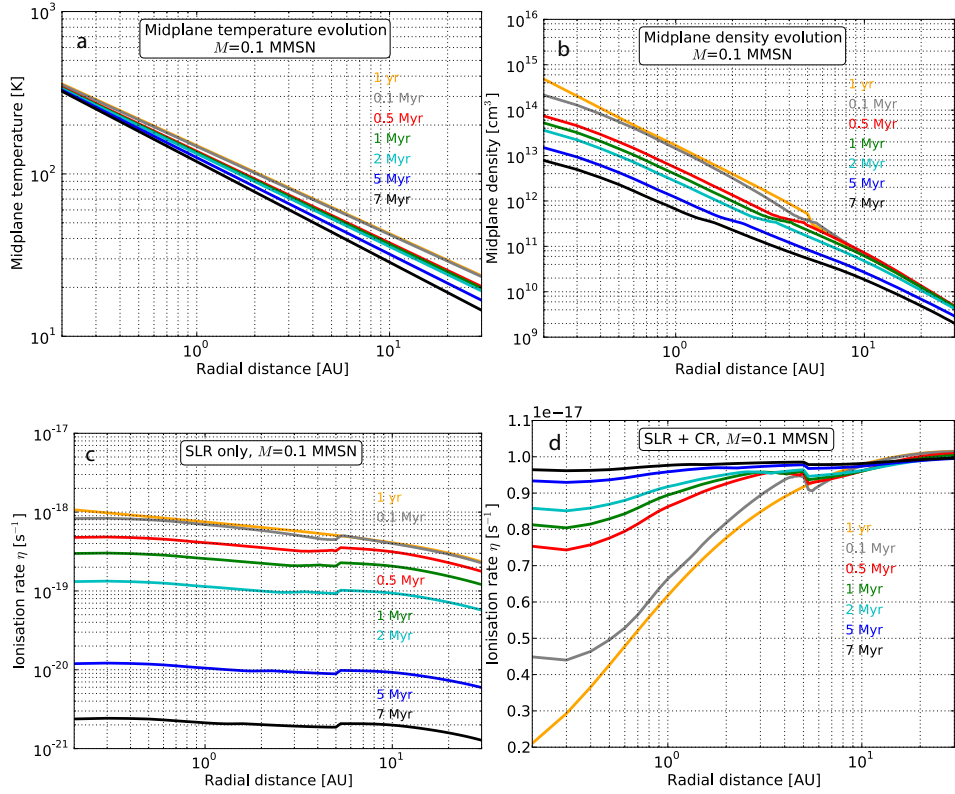 a
Midplane temperature evolution
M=0.1 MMSN
10³
10²
10¹
Midplane temperature [K]
1 yr
0.1 Myr
0.5 Myr
1 Myr
2 Myr
5 Myr
7 Myr
10⁰
10¹
Radial distance [AU]
b
Midplane density evolution
M=0.1 MMSN
10¹⁶
10¹⁵
10¹⁴
10¹³
10¹²
10¹¹
10¹⁰
10⁹
Midplane density [cm³]
1 yr
0.1 Myr
0.5 Myr
1 Myr
2 Myr
5 Myr
7 Myr
10⁰
10¹
Radial distance [AU]
c
SLR only, M=0.1 MMSN
10⁻¹⁷
10⁻¹⁸
10⁻¹⁹
10⁻²⁰
10⁻²¹
Ionisation rate η [s⁻¹]
1 yr
0.1 Myr
0.5 Myr
1 Myr
2 Myr
5 Myr
7 Myr
10⁰
10¹
Radial distance [AU]
1e−17
d
SLR + CR, M=0.1 MMSN
1.1
1.0
0.9
0.8
0.7
0.6
0.5
0.4
0.3
0.2
Ionisation rate η [s⁻¹]
1 yr
0.1 Myr
0.5 Myr
1 Myr
2 Myr
5 Myr
7 Myr
10⁰
10¹
Radial distance [AU]